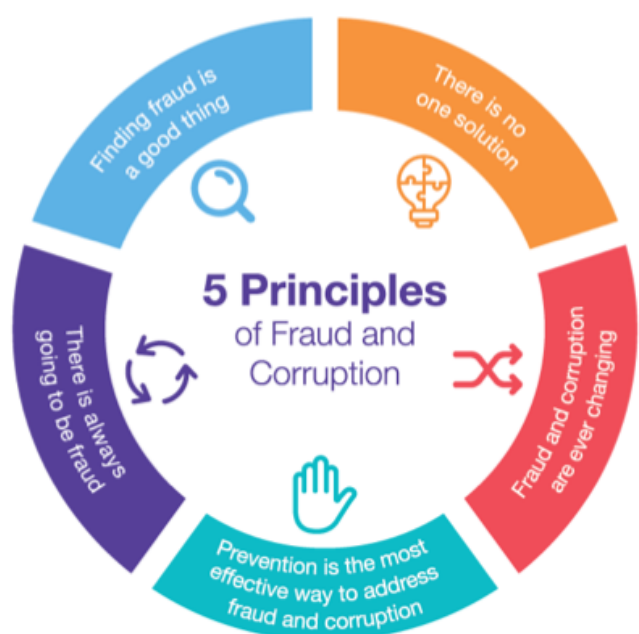 5 Principles
of Fraud and
Corruption
There is no
one solution
Fraud and corruption
are ever changing
Prevention is the most
effective way to address
fraud and corruption
There is always
going to be fraud
Finding fraud is
a good thing